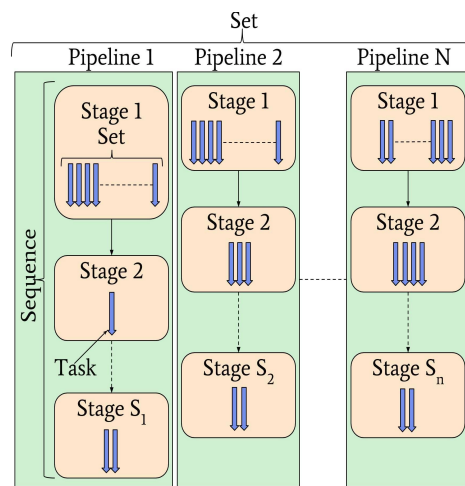 Set
Pipeline 1
Pipeline 2
Pipeline N
Sequence
Stage 1
Set
Stage 2
Task
Stage S₁
Stage 1
Stage 2
Stage S₂
Stage 1
Stage 2
Stage Sₙ